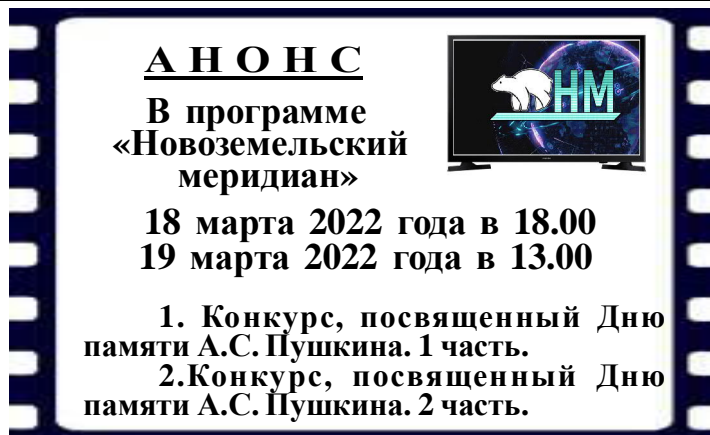 АНОНС
НМ
В программе
«Новоземельский
меридиан»
18 марта 2022 года в 18.00
19 марта 2022 года в 13.00
1. Конкурс, посвященный Дню
памяти А.С. Пушкина. 1 часть.
2.Конкурс, посвященный Дню
памяти А.С. Пушкина. 2 часть.